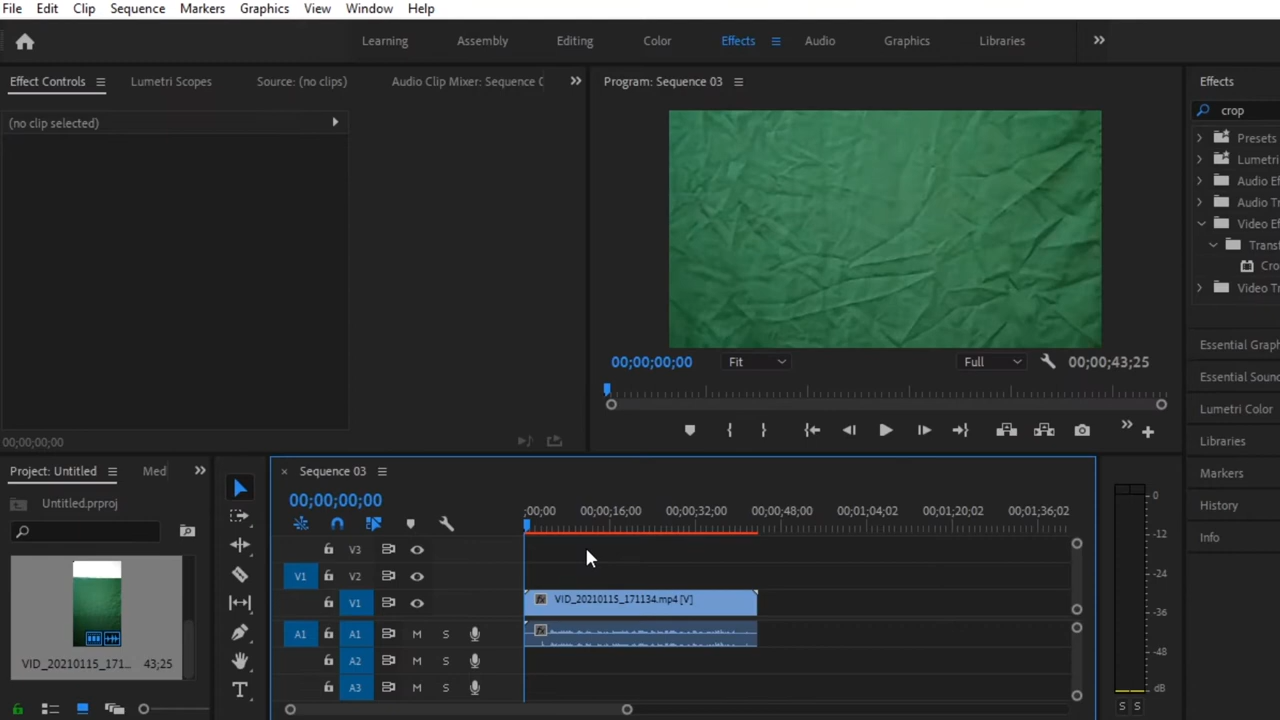 File Edit Clip Sequence Markers Graphics View Window Help
Learning Assembly Editing Color Effects Audio Graphics Libraries
Effect Controls Lumetri Scopes Source: (no clips) Audio Clip Mixer: Sequence 0
(no clip selected)
00;00;00;00
Program: Sequence 03
00;00;00;00 Fit Full 00;00;43;25
Effects
crop
Presets
Lumetri
Audio Ef
Audio Tr
Video Ef
Transf
Cro
Video Tr
Essential Graph
Essential Sound
Lumetri Color
Libraries
Markers
History
Info
Project: Untitled Med
Untitled.prproj
VID_20210115_171... 43;25
Sequence 03
00;00;00;00
;00;00 00;00;16;00 00;00;32;00 00;00;48;00 00;01;04;02 00;01;20;02 00;01;36;02
V3
V1 V2
V1 VID_20210115_171134.mp4 [V]
A1 A1 M S
A2 M S
A3 M S
T
0
-12
-24
-36
-48
dB
S S